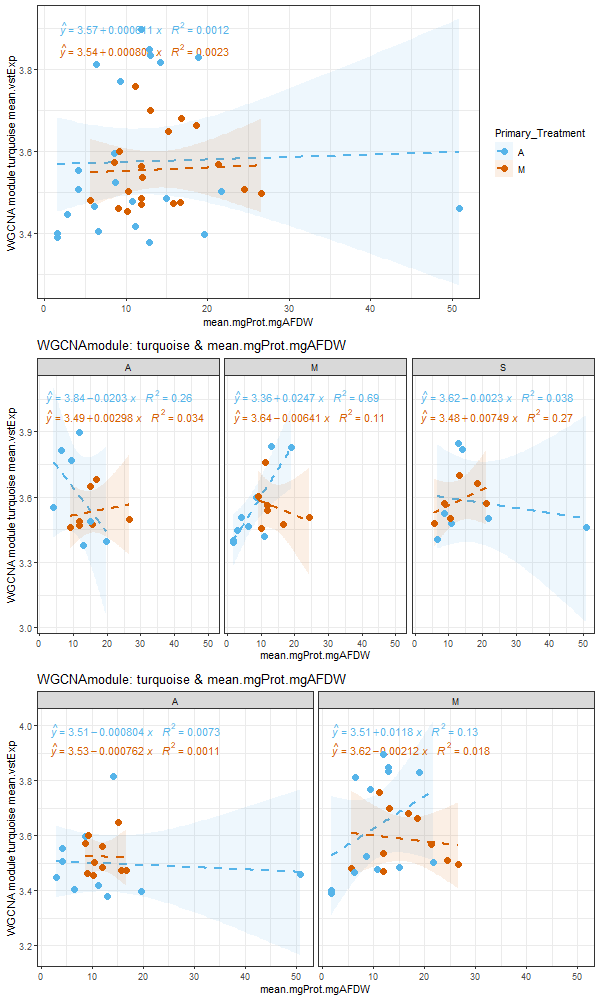 ŷ = 3.57+0.000611 x R² = 0.0012
ŷ = 3.54+0.000803 x R² = 0.0023
3.8
3.6
3.4
WGCNA module turquoise mean.vstExp
0 10 20 30 40 50
mean.mgProt.mgAFDW
Primary_Treatment
A
M
WGCNAmodule: turquoise & mean.mgProt.mgAFDW
A M S
ŷ = 3.84−0.0203 x R² = 0.26
ŷ = 3.49+0.00298 x R² = 0.034
ŷ = 3.36+0.0247 x R² = 0.69
ŷ = 3.64−0.00641 x R² = 0.11
ŷ = 3.62−0.0023 x R² = 0.038
ŷ = 3.48+0.00749 x R² = 0.27
3.9
3.6
3.3
3.0
WGCNA module turquoise mean.vstExp
0 10 20 30 40 50 0 10 20 30 40 50 0 10 20 30 40 50
mean.mgProt.mgAFDW
WGCNAmodule: turquoise & mean.mgProt.mgAFDW
A M
ŷ = 3.51−0.000804 x R² = 0.0073
ŷ = 3.53−0.000762 x R² = 0.0011
ŷ = 3.51+0.0118 x R² = 0.13
ŷ = 3.62−0.00212 x R² = 0.018
4.0
3.8
3.6
3.4
3.2
WGCNA module turquoise mean.vstExp
0 10 20 30 40 50 0 10 20 30 40 50
mean.mgProt.mgAFDW